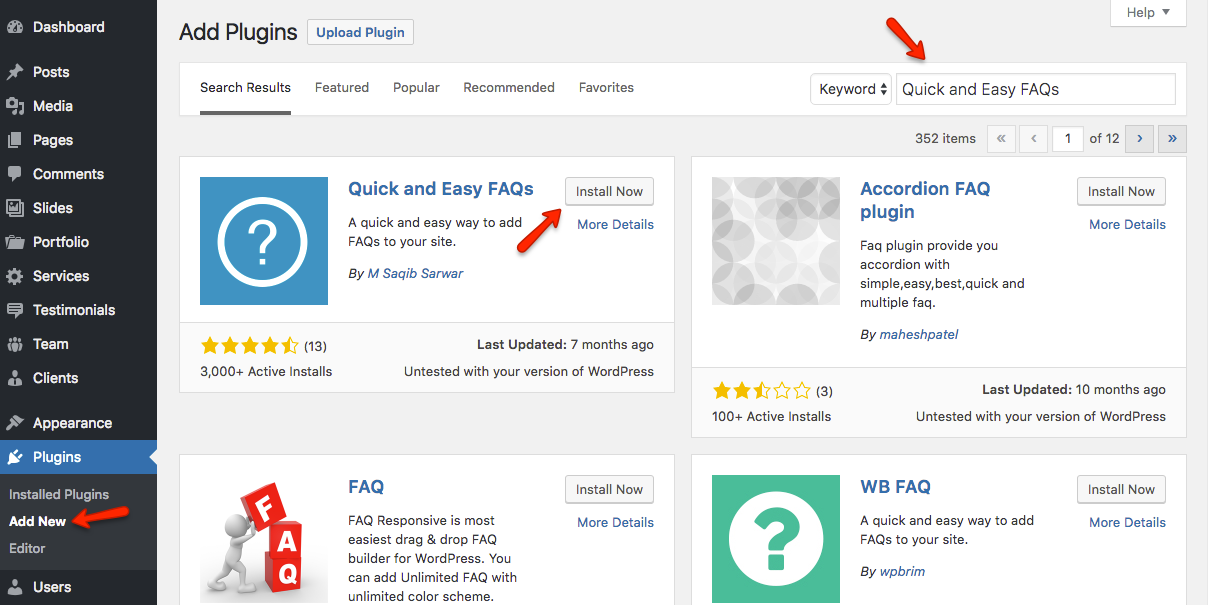 Dashboard
Posts
Media
Pages
Comments
Slides
Portfolio
Services
Testimonials
Team
Clients
Appearance
Plugins
Installed Plugins
Add New
Editor
Users
Help
Add Plugins
Upload Plugin
Search Results Featured Popular Recommended Favorites
Keyword
Quick and Easy FAQs
352 items « ‹ 1 of 12 › »
Quick and Easy FAQs
Install Now
More Details
A quick and easy way to add
FAQs to your site.
By M Saqib Sarwar
(13)
3,000+ Active Installs
Last Updated: 7 months ago
Untested with your version of WordPress
Accordion FAQ
plugin
Install Now
More Details
Faq plugin provide you
accordion with
simple,easy,best,quick and
multiple faq.
By maheshpatel
(3)
100+ Active Installs
Last Updated: 10 months ago
Untested with your version of WordPress
F
A
Q
FAQ
Install Now
More Details
FAQ Responsive is most
easiest drag & drop FAQ
builder for WordPress. You
can add Unlimited FAQ with
unlimited color scheme.
?
WB FAQ
Install Now
More Details
A quick and easy way to add
FAQs to your site.
By wpbrim
?